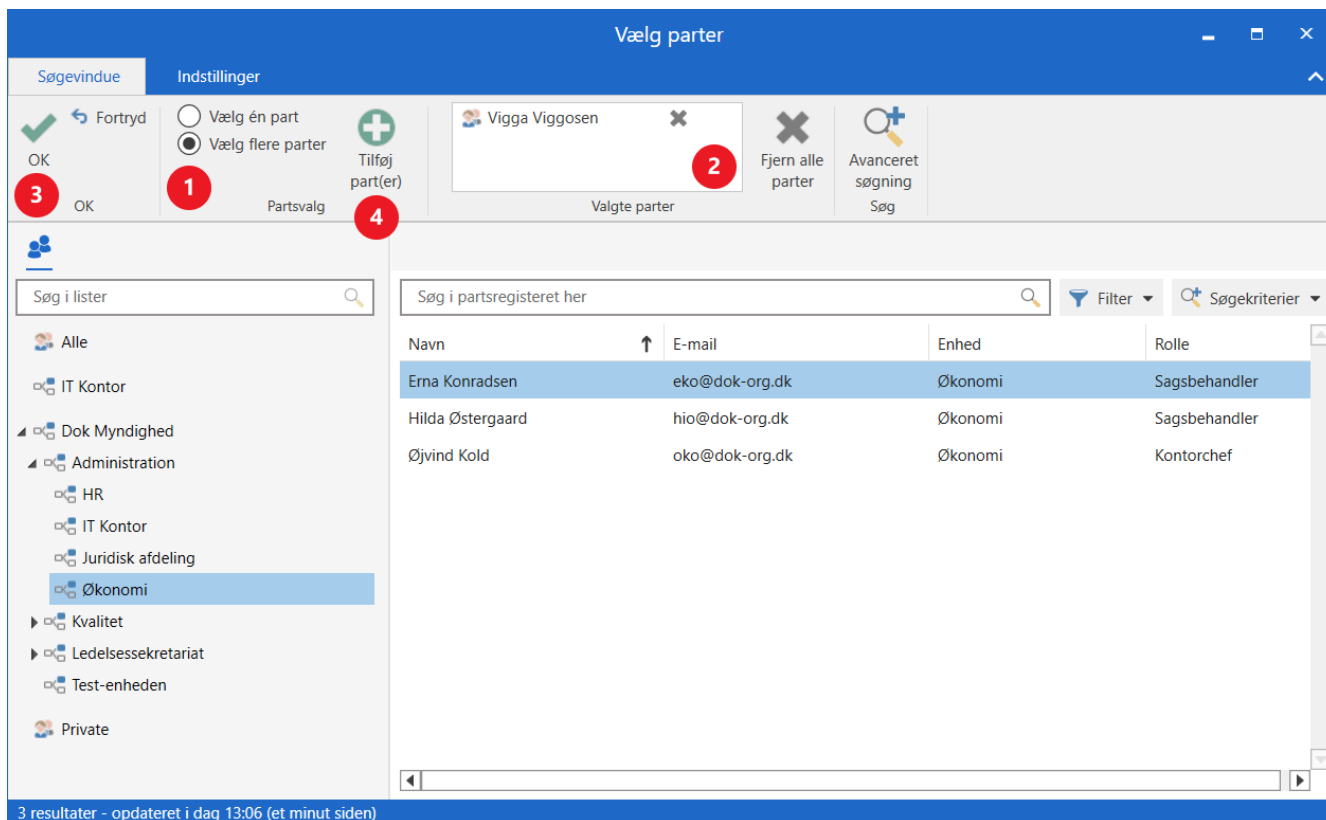 Vælg parter
Søgevindue Indstillinger
OK
Fortryd
3
OK
Vælg én part
Vælg flere parter
1
Partsvalg
Tilføj
part(er)
4
Vigga Viggosen
2
Valgte parter
Fjern alle
parter
Avanceret
søgning
Søg
Søg i lister
Alle
IT Kontor
Dok Myndighed
Administration
HR
IT Kontor
Juridisk afdeling
Økonomi
Kvalitet
Ledelsessekretariat
Test-enheden
Private
Søg i partsregisteret her
Filter
Søgekriterier
Navn E-mail Enhed Rolle
Erna Konradsen eko@dok-org.dk Økonomi Sagsbehandler
Hilda Østergaard hio@dok-org.dk Økonomi Sagsbehandler
Øjvind Kold oko@dok-org.dk Økonomi Kontorchef
3 resultater - opdateret i dag 13:06 (et minut siden)